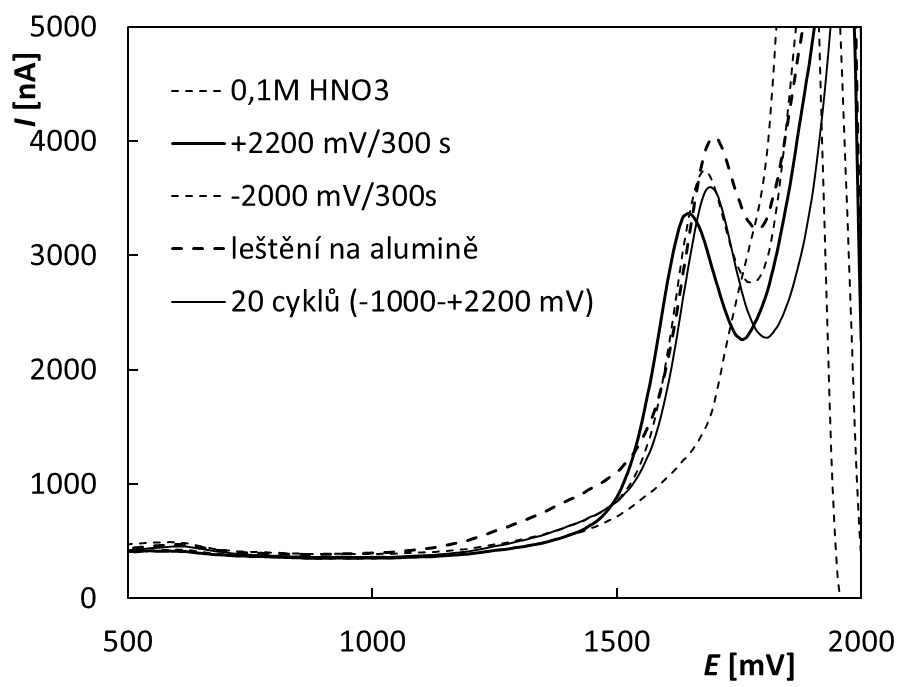 5000
4000
3000
2000
1000
0
I [nA]
0,1M HNO3
+2200 mV/300 s
-2000 mV/300s
leštění na alumině
20 cyklů (-1000-+2200 mV)
500 1000 1500 2000
E [mV]